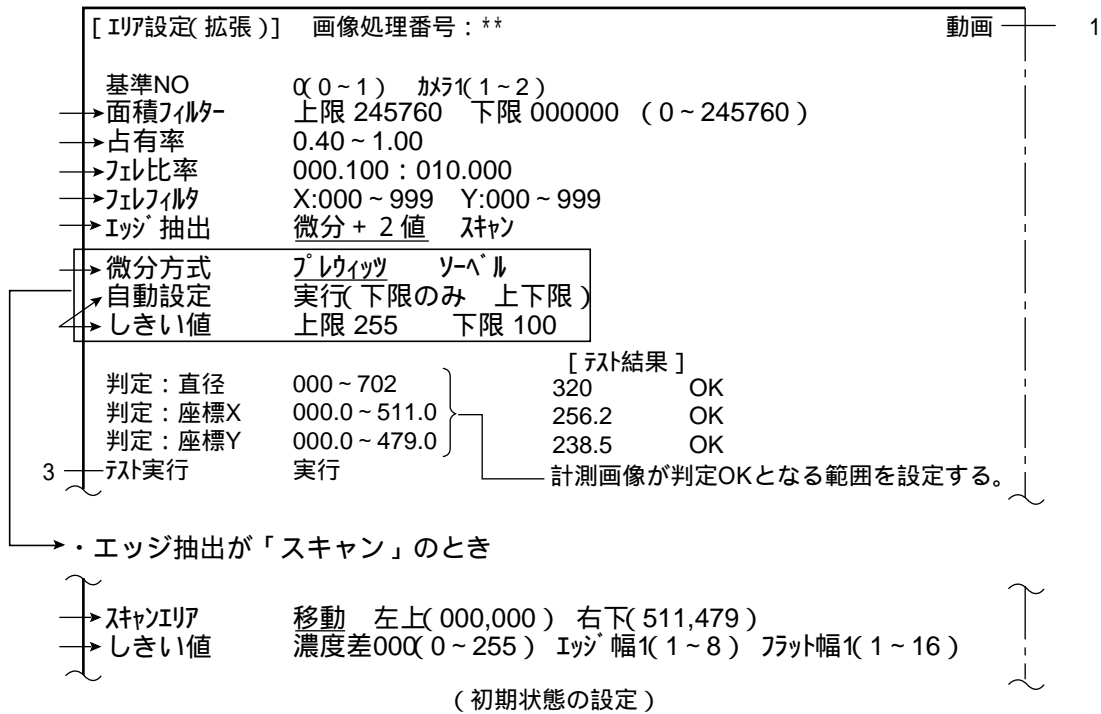 [ ｴﾘｱ設定( 拡張 )]　画像処理番号：**　動画　1
基準NO　0( 0～1 )　ｶﾒﾗ1( 1～2 )
面積ﾌｨﾙﾀｰ　上限 245760　下限 000000　( 0～245760 )
占有率　0.40～1.00
ﾌｪﾚ比率　000.100：010.000
ﾌｪﾚﾌｨﾙﾀ　X:000～999　Y:000～999
ｴｯｼﾞ抽出　微分＋２値　ｽｷｬﾝ
微分方式　ﾌﾟﾚｳｨｯﾂ　ｿｰﾍﾞﾙ
自動設定　実行( 下限のみ　上下限 )
しきい値　上限 255　下限 100
[ ﾃｽﾄ結果 ]
判定：直径　000～702　320　OK
判定：座標X　000.0～511.0　256.2　OK
判定：座標Y　000.0～479.0　238.5　OK
3　ﾃｽﾄ実行　実行　計測画像が判定OKとなる範囲を設定する。
・エッジ抽出が「スキャン」のとき
ｽｷｬﾝｴﾘｱ　移動　左上( 000,000 )　右下( 511,479 )
しきい値　濃度差000( 0～255 )　ｴｯｼﾞ幅1( 1～8 )　ﾌﾗｯﾄ幅1( 1～16 )
( 初期状態の設定 )